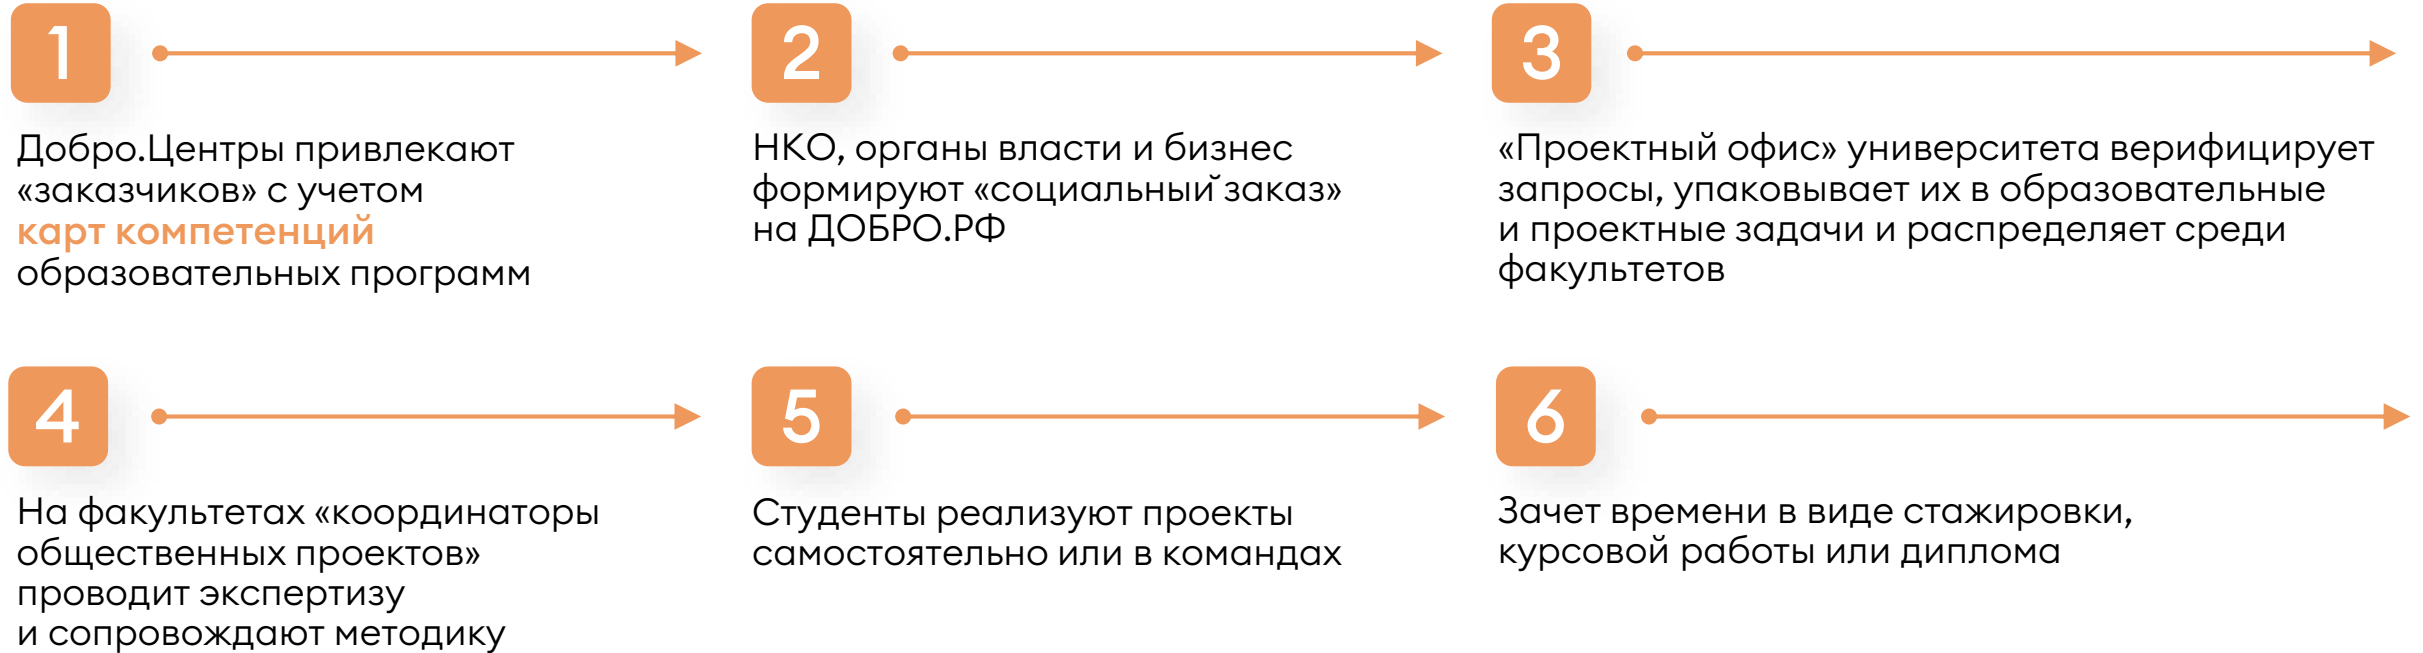 1
Добро.Центры привлекают
«заказчиков» с учетом
карт компетенций
образовательных программ
2
НКО, органы власти и бизнес
формируют «социальный заказ»
на ДОБРО.РФ
3
«Проектный офис» университета верифицирует
запросы, упаковывает их в образовательные
и проектные задачи и распределяет среди
факультетов
4
На факультетах «координаторы
общественных проектов»
проводит экспертизу
и сопровождают методику
5
Студенты реализуют проекты
самостоятельно или в командах
6
Зачет времени в виде стажировки,
курсовой работы или диплома